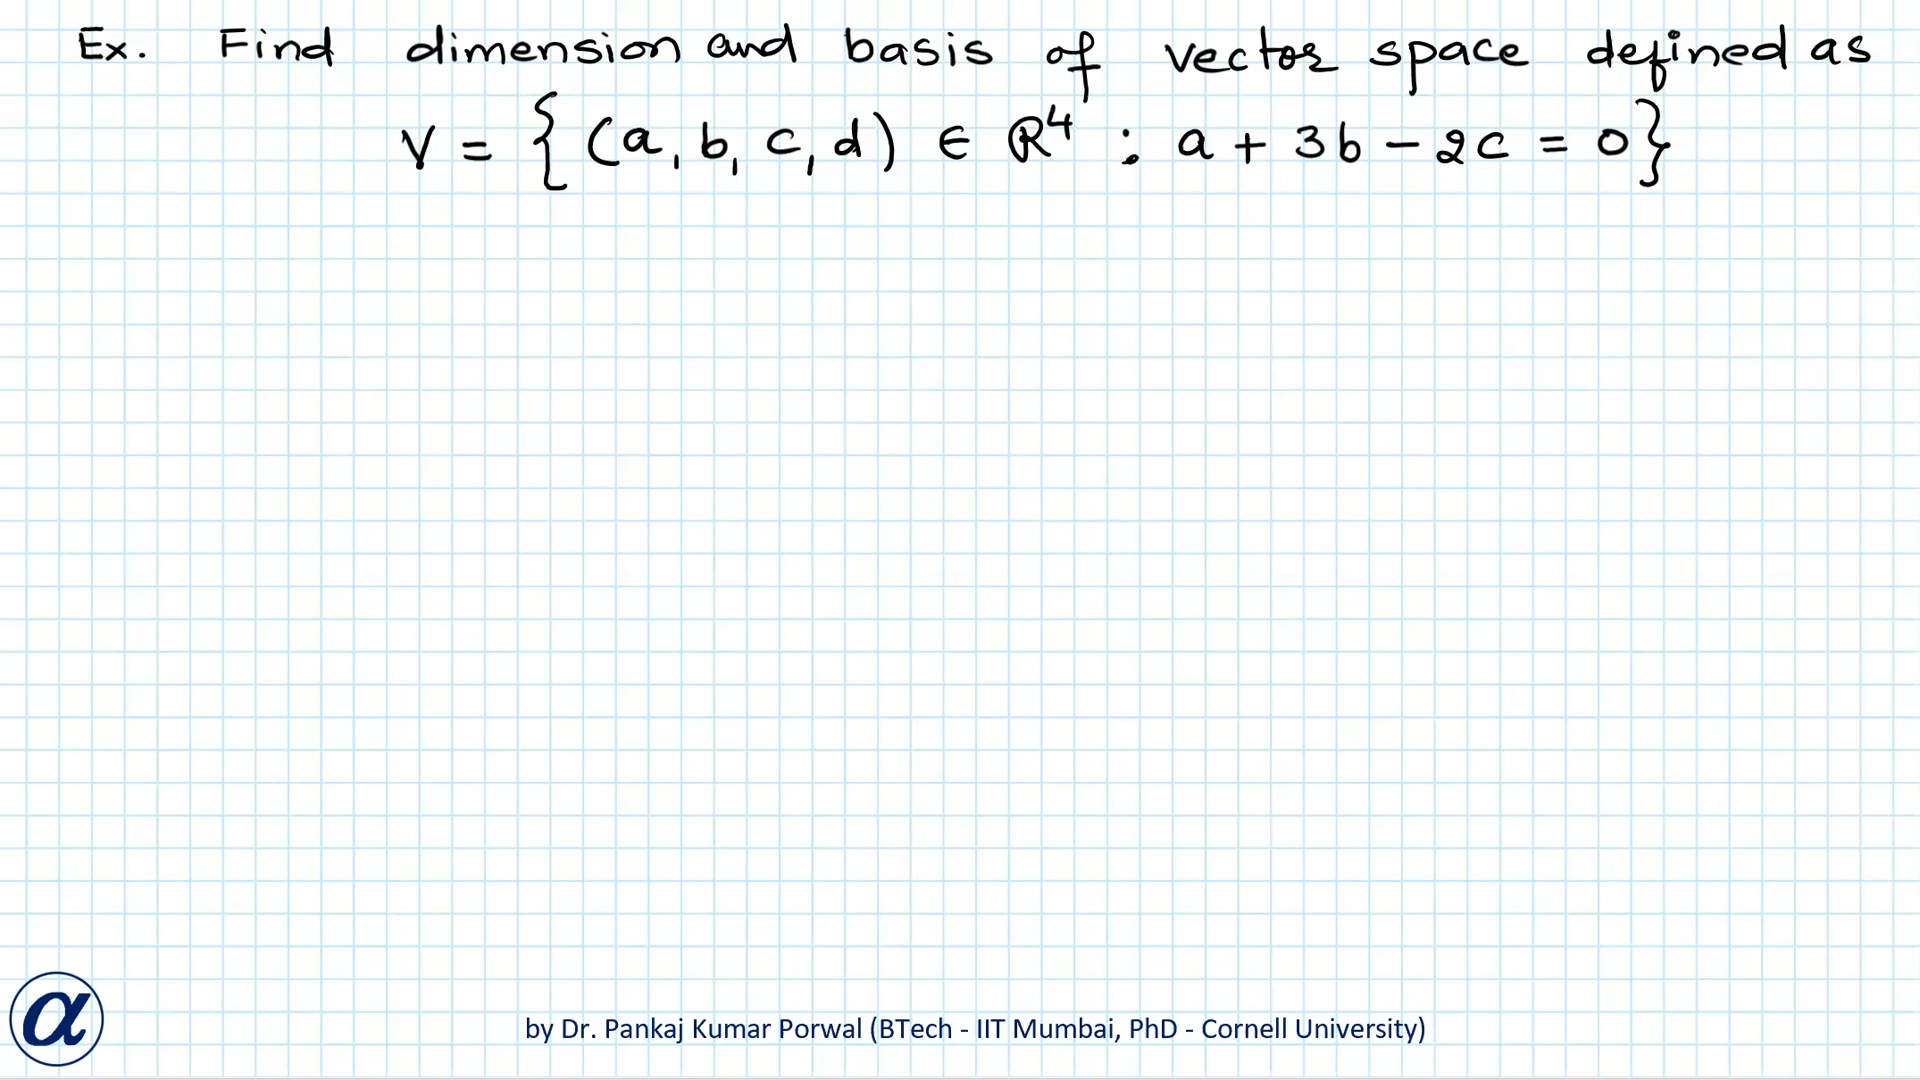 Ex. Find dimension and basis of vector space defined as
V = { (a, b, c, d) ∈ R⁴ : a + 3b - 2c = 0 }
α
by Dr. Pankaj Kumar Porwal (BTech - IIT Mumbai, PhD - Cornell University)